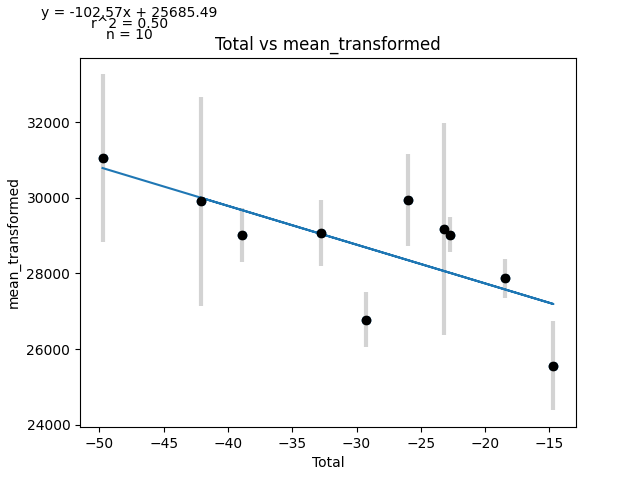 y = -102.57x + 25685.49
r^2 = 0.50
n = 10
Total vs mean_transformed
mean_transformed
32000
30000
28000
26000
24000
−50 −45 −40 −35 −30 −25 −20 −15
Total